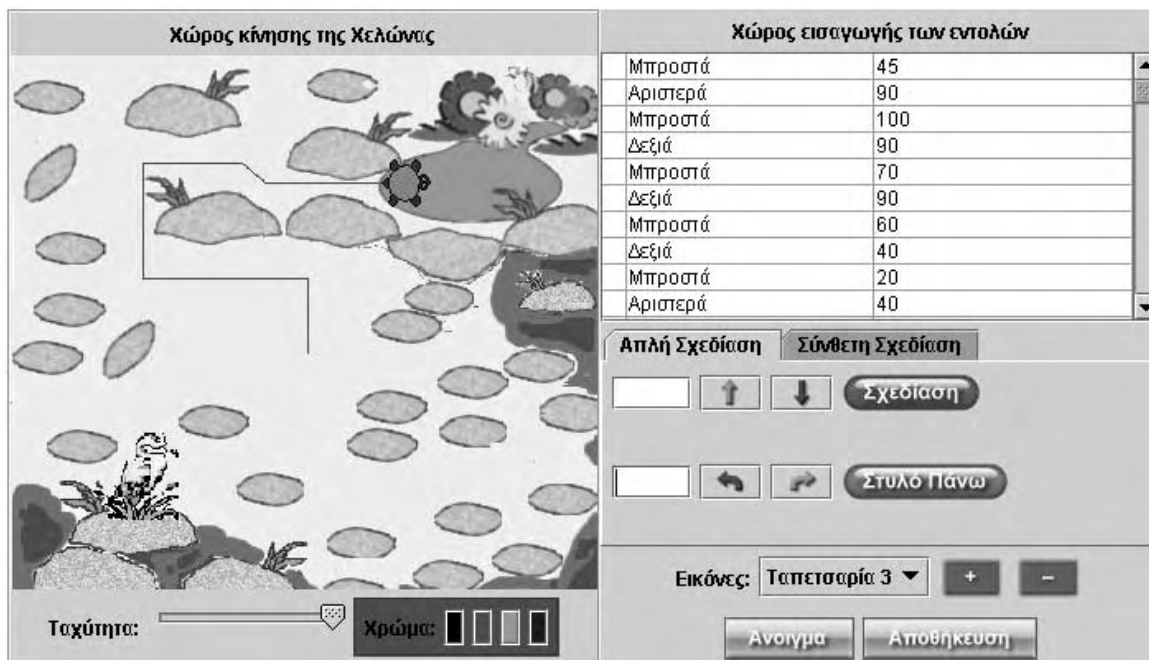 Χώρος κίνησης της Χελώνας
Χώρος εισαγωγής των εντολών
Μπροστά 45
Αριστερά 90
Μπροστά 100
Δεξιά 90
Μπροστά 70
Δεξιά 90
Μπροστά 60
Δεξιά 40
Μπροστά 20
Αριστερά 40
Απλή Σχεδίαση Σύνθετη Σχεδίαση
Σχεδίαση
Στυλό Πάνω
Εικόνες: Ταπετσαρία 3 + -
Ταχύτητα: Χρώμα:
Άνοιγμα Αποθήκευση